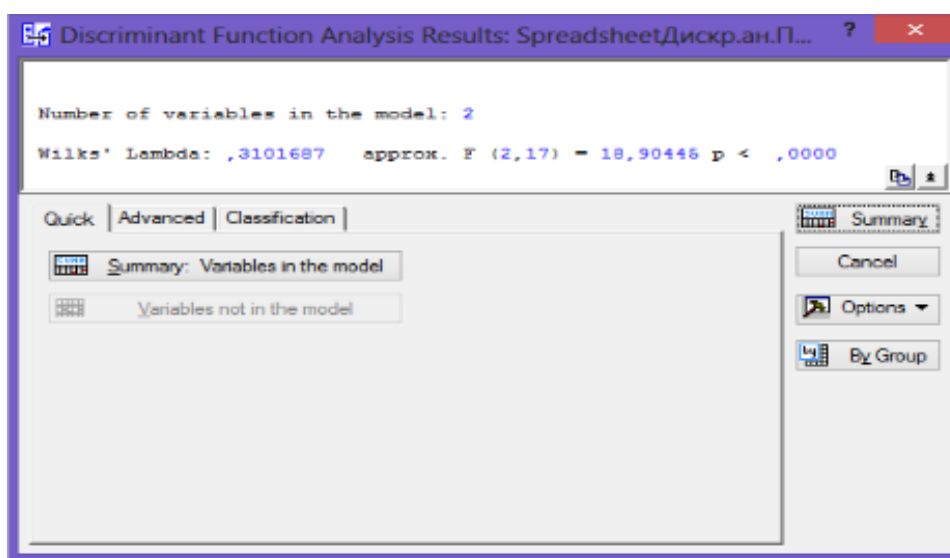 Discriminant Function Analysis Results: SpreadsheetДискр.ан.П... ? ×
Number of variables in the model: 2
Wilks' Lambda: ,3101687 approx. F (2,17) = 18,90445 p < ,0000
Quick Advanced Classification
Summary: Variables in the model
Variables not in the model
Summary
Cancel
Options
By Group